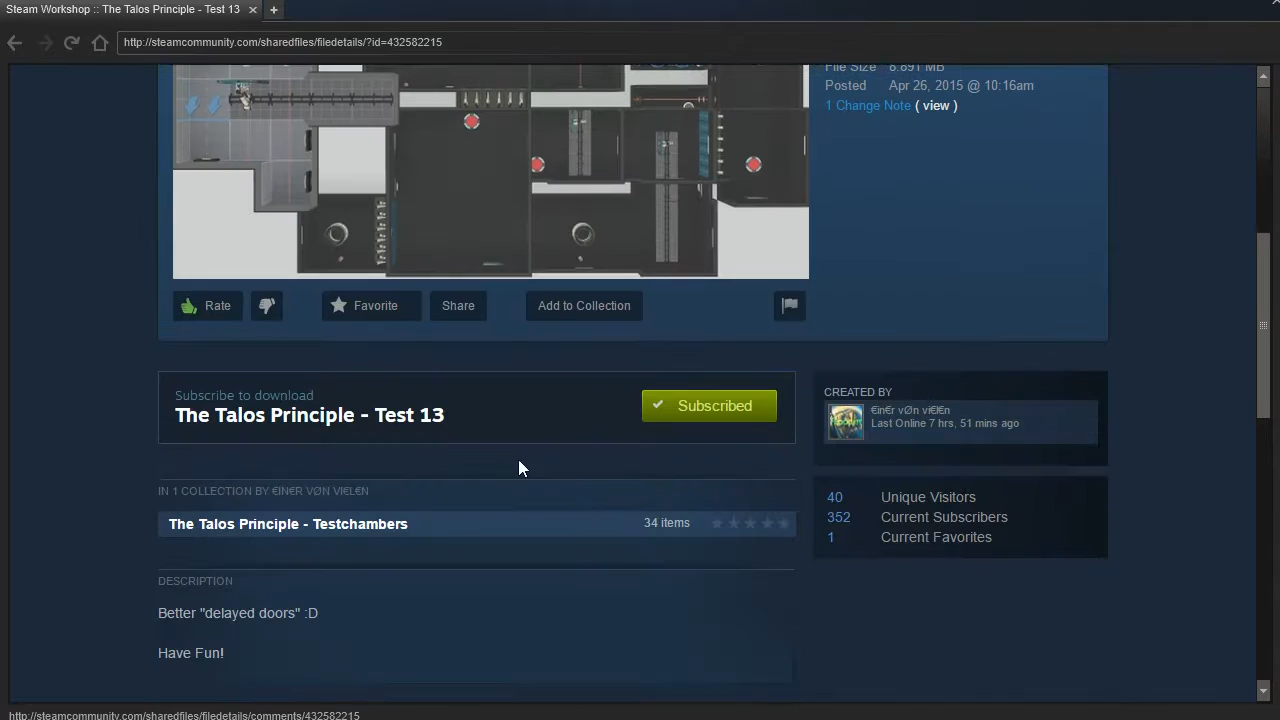 Steam Workshop :: The Talos Principle - Test 13
http://steamcommunity.com/sharedfiles/filedetails/?id=432582215
File Size 8.891 MB
Posted Apr 26, 2015 @ 10:16am
1 Change Note ( view )
Rate
Favorite
Share
Add to Collection
Subscribe to download
The Talos Principle - Test 13
Subscribed
CREATED BY
€in€r vØn vi€l€n
Last Online 7 hrs, 51 mins ago
IN 1 COLLECTION BY €IN€R VØN VI€L€N
The Talos Principle - Testchambers 34 items
40 Unique Visitors
352 Current Subscribers
1 Current Favorites
DESCRIPTION
Better "delayed doors" :D
Have Fun!
http://steamcommunity.com/sharedfiles/filedetails/comments/432582215